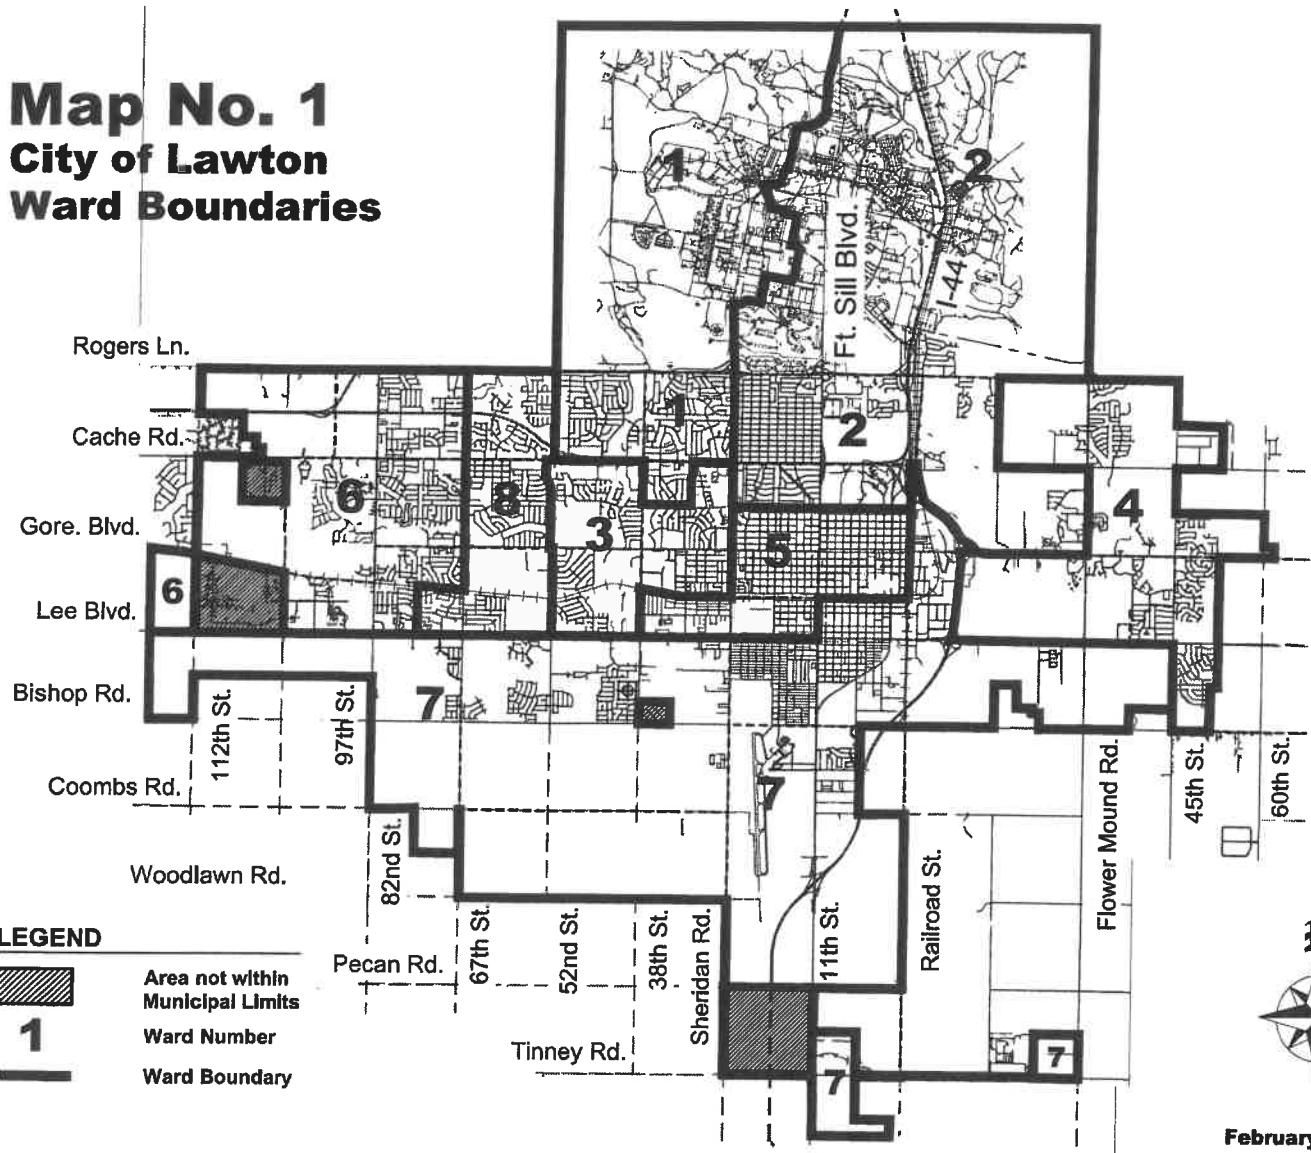 Map No. 1
City of Lawton
Ward Boundaries
1
2
Ft. Sill Blvd.
I-44
Rogers Ln.
Cache Rd.
Gore. Blvd.
Lee Blvd.
Bishop Rd.
Coombs Rd.
Woodlawn Rd.
Pecan Rd.
Tinney Rd.
1
2
6
8
3
5
4
6
7
7
7
7
112th St.
97th St.
82nd St.
67th St.
52nd St.
38th St.
Sheridan Rd.
11th St.
Railroad St.
Flower Mound Rd.
45th St.
60th St.
LEGEND
Area not within
Municipal Limits
1
Ward Number
Ward Boundary
February